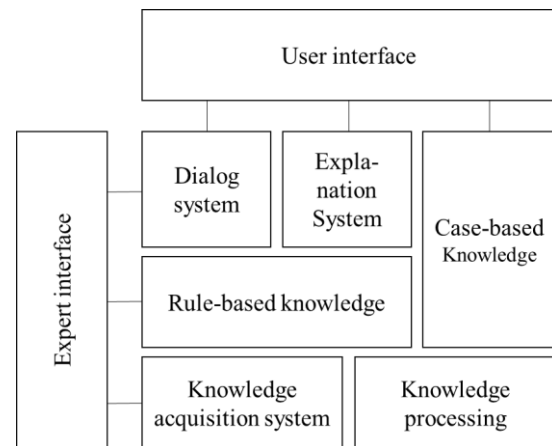 User interface
Expert interface
Dialog
system
Expla-
nation
System
Case-based
Knowledge
Rule-based knowledge
Knowledge
acquisition system
Knowledge
processing